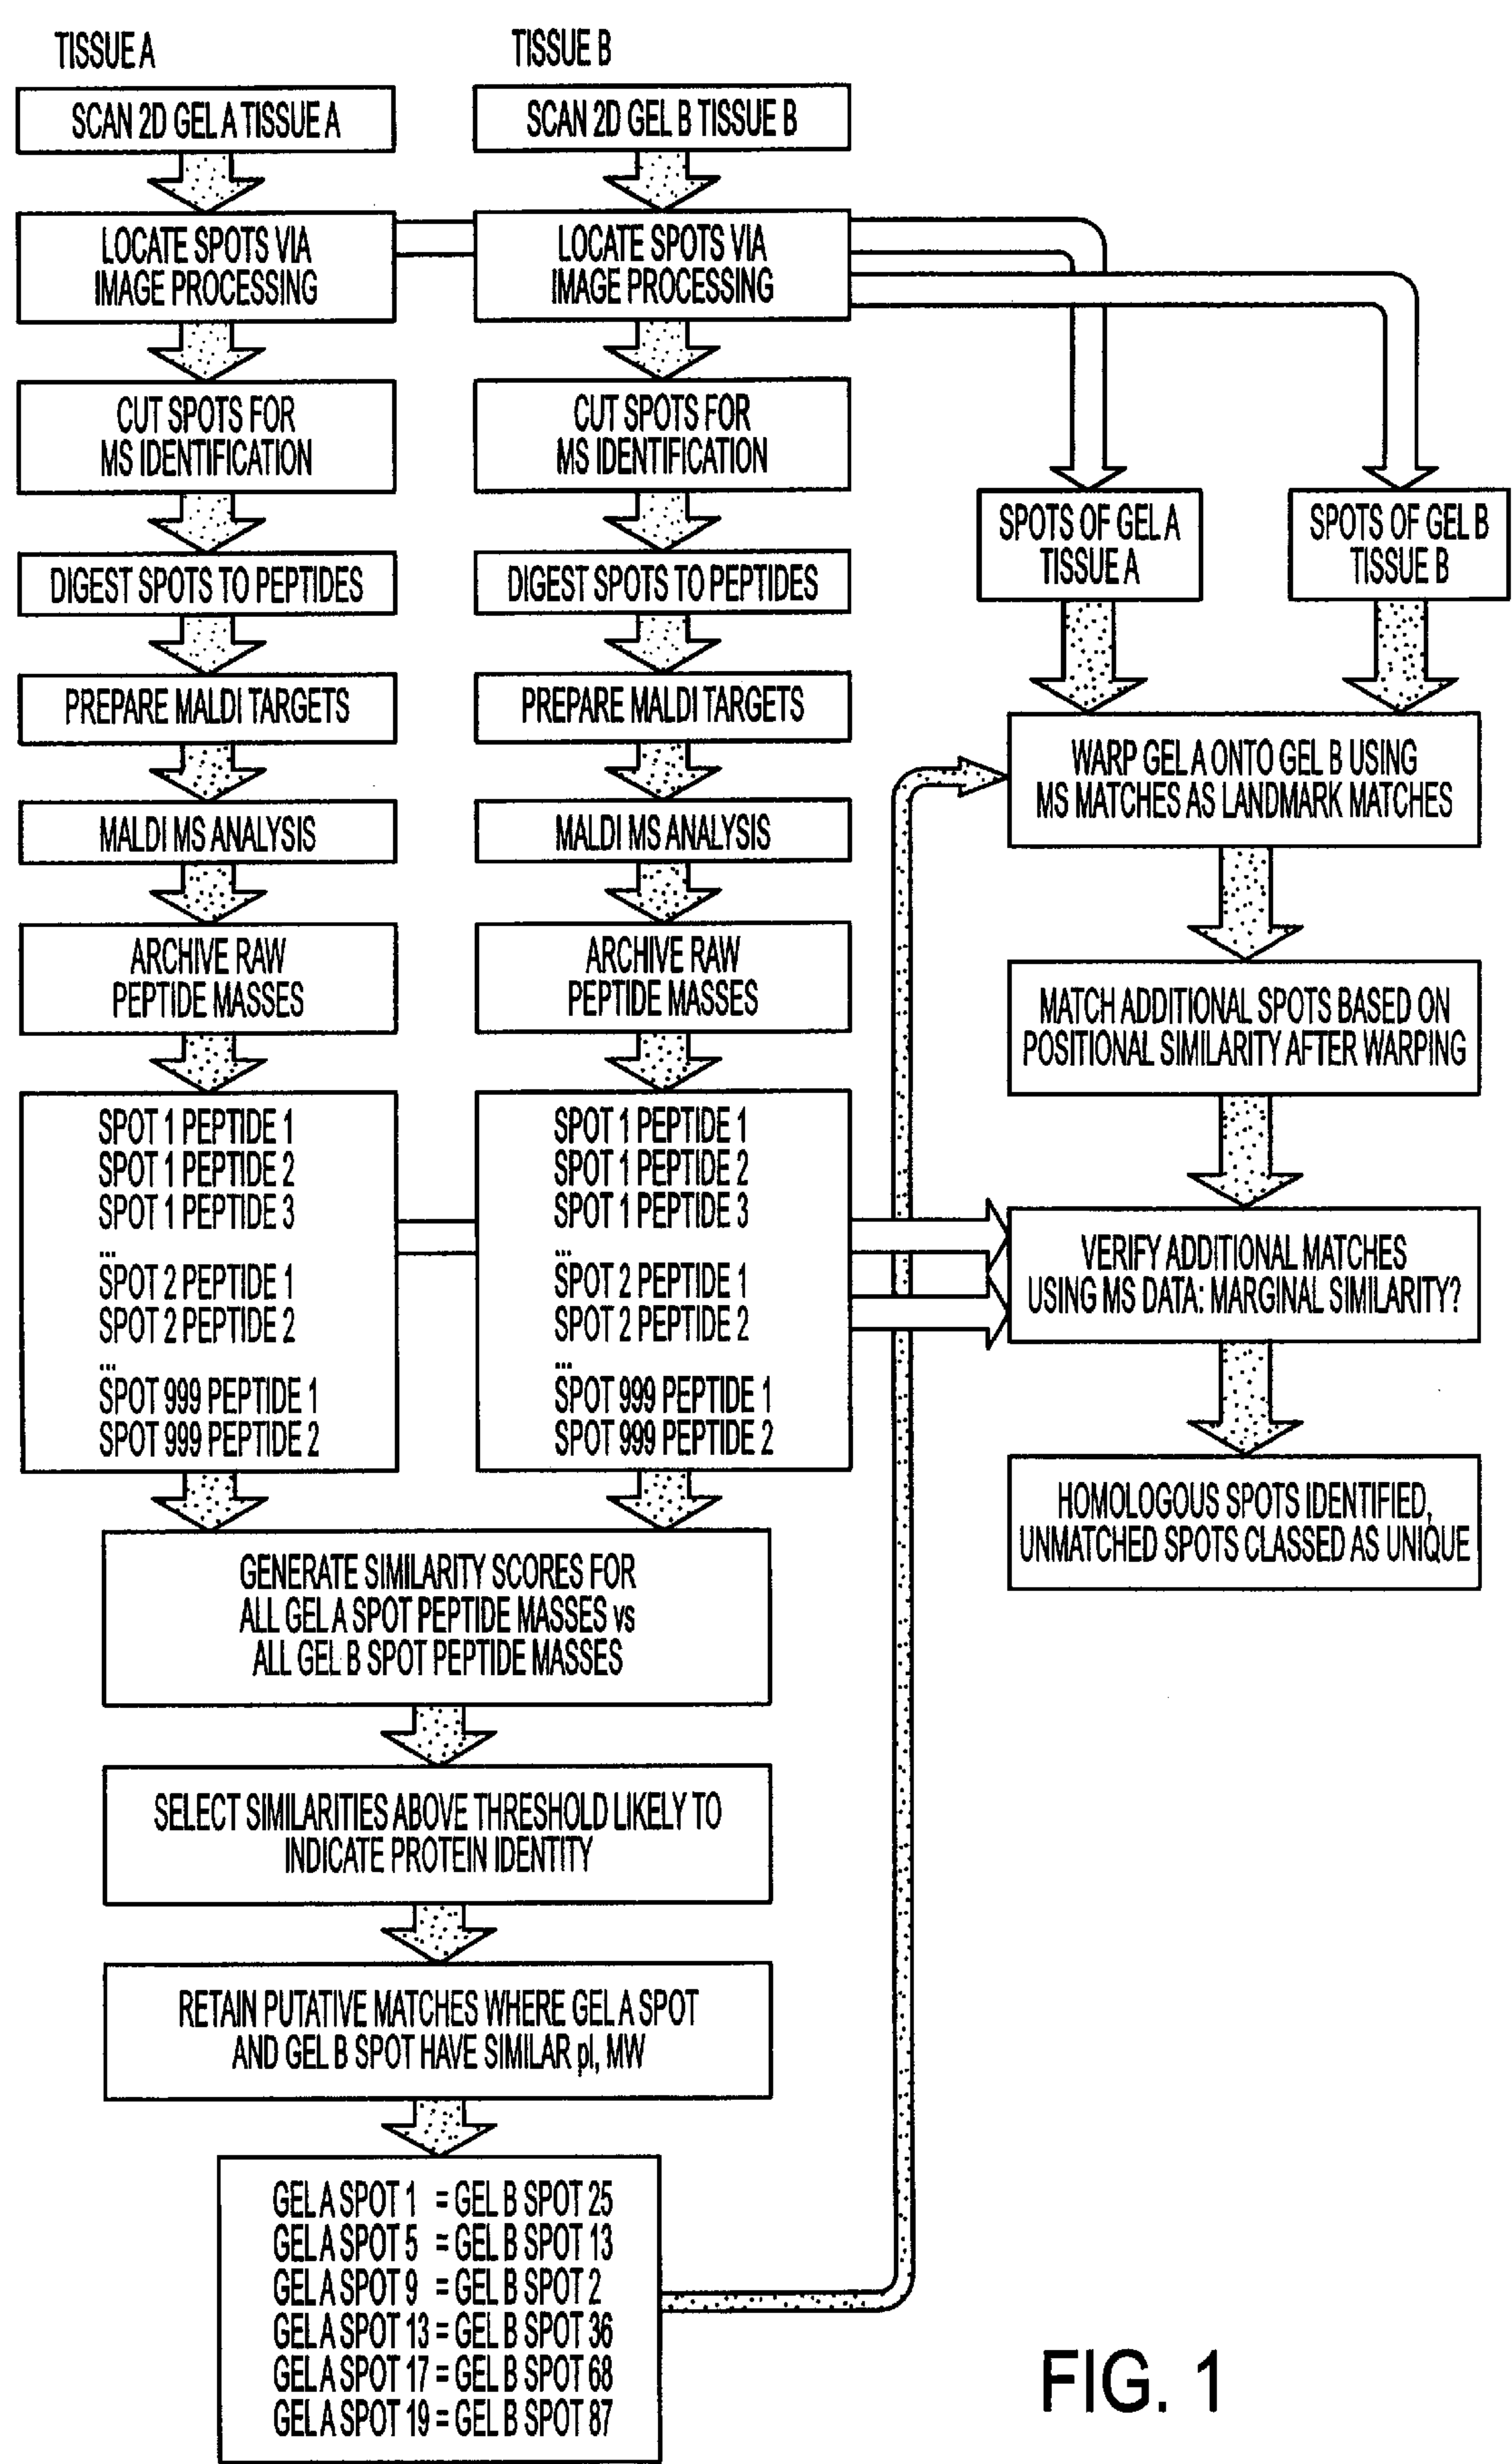 TISSUE A
SCAN 2D GEL A TISSUE A
LOCATE SPOTS VIA
IMAGE PROCESSING
CUT SPOTS FOR
MS IDENTIFICATION
DIGEST SPOTS TO PEPTIDES
PREPARE MALDI TARGETS
MALDI MS ANALYSIS
ARCHIVE RAW
PEPTIDE MASSES
SPOT 1 PEPTIDE 1
SPOT 1 PEPTIDE 2
SPOT 1 PEPTIDE 3
...
SPOT 2 PEPTIDE 1
SPOT 2 PEPTIDE 2
...
SPOT 999 PEPTIDE 1
SPOT 999 PEPTIDE 2
TISSUE B
SCAN 2D GEL B TISSUE B
LOCATE SPOTS VIA
IMAGE PROCESSING
CUT SPOTS FOR
MS IDENTIFICATION
DIGEST SPOTS TO PEPTIDES
PREPARE MALDI TARGETS
MALDI MS ANALYSIS
ARCHIVE RAW
PEPTIDE MASSES
SPOT 1 PEPTIDE 1
SPOT 1 PEPTIDE 2
SPOT 1 PEPTIDE 3
...
SPOT 2 PEPTIDE 1
SPOT 2 PEPTIDE 2
...
SPOT 999 PEPTIDE 1
SPOT 999 PEPTIDE 2
GENERATE SIMILARITY SCORES FOR
ALL GEL A SPOT PEPTIDE MASSES vs
ALL GEL B SPOT PEPTIDE MASSES
SELECT SIMILARITIES ABOVE THRESHOLD LIKELY TO
INDICATE PROTEIN IDENTITY
RETAIN PUTATIVE MATCHES WHERE GEL A SPOT
AND GEL B SPOT HAVE SIMILAR pI, MW
GEL A SPOT 1 = GEL B SPOT 25
GEL A SPOT 5 = GEL B SPOT 13
GEL A SPOT 9 = GEL B SPOT 2
GEL A SPOT 13 = GEL B SPOT 36
GEL A SPOT 17 = GEL B SPOT 68
GEL A SPOT 19 = GEL B SPOT 87
SPOTS OF GEL A
TISSUE A
SPOTS OF GEL B
TISSUE B
WARP GEL A ONTO GEL B USING
MS MATCHES AS LANDMARK MATCHES
MATCH ADDITIONAL SPOTS BASED ON
POSITIONAL SIMILARITY AFTER WARPING
VERIFY ADDITIONAL MATCHES
USING MS DATA: MARGINAL SIMILARITY?
HOMOLOGOUS SPOTS IDENTIFIED,
UNMATCHED SPOTS CLASSED AS UNIQUE
FIG. 1